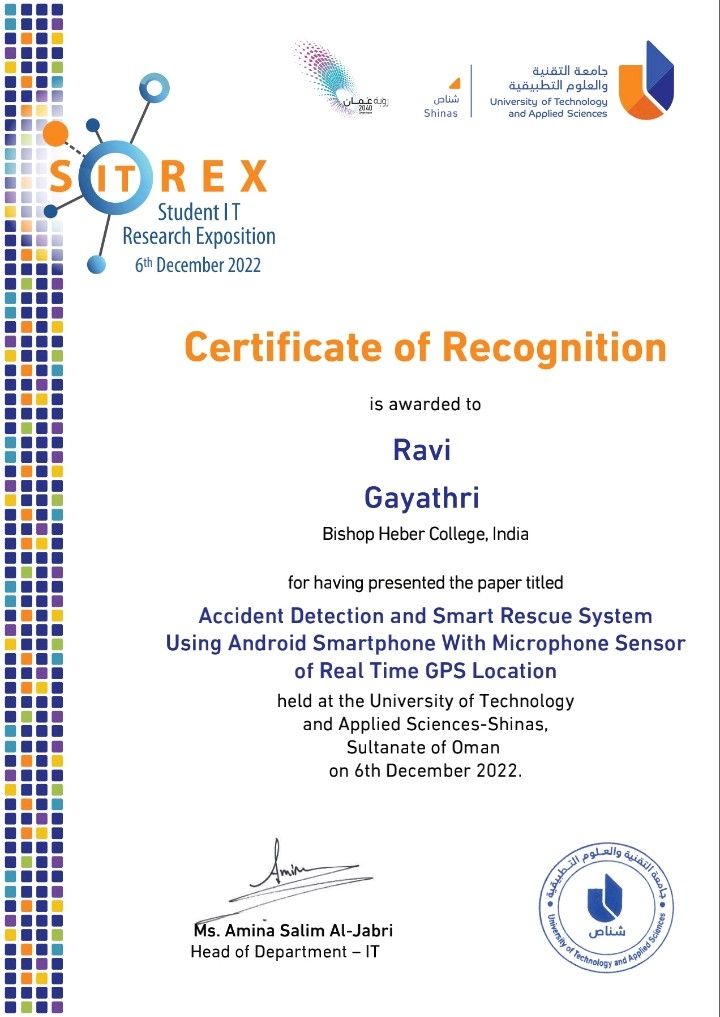 رؤية عُمان
2040
شناص
Shinas
جامعة التقنية
والعلوم التطبيقية
University of Technology
and Applied Sciences
SITREX
Student IT
Research Exposition
6th December 2022
Certificate of Recognition
is awarded to
Ravi
Gayathri
Bishop Heber College, India
for having presented the paper titled
Accident Detection and Smart Rescue System
Using Android Smartphone With Microphone Sensor
of Real Time GPS Location
held at the University of Technology
and Applied Sciences-Shinas,
Sultanate of Oman
on 6th December 2022.
Amin
Ms. Amina Salim Al-Jabri
Head of Department – IT
جامعة التقنية والعلوم التطبيقية
شناص
University of Technology and Applied Sciences